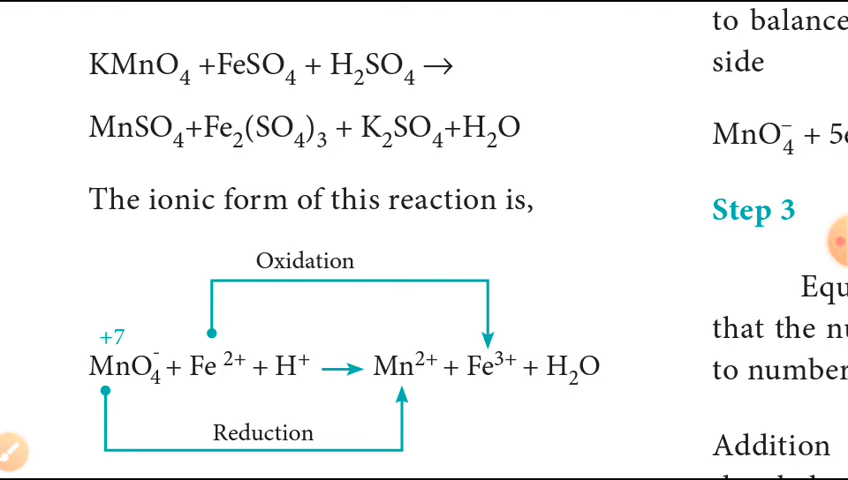 KMnO₄ +FeSO₄ + H₂SO₄ →
MnSO₄+Fe₂(SO₄)₃ + K₂SO₄+H₂O
The ionic form of this reaction is,
Oxidation
+7
MnO₄⁻ + Fe ²⁺ + H⁺ → Mn²⁺ + Fe³⁺ + H₂O
Reduction
to balance
side
MnO₄⁻ + 5e
Step 3
Equ
that the nu
to number
Addition